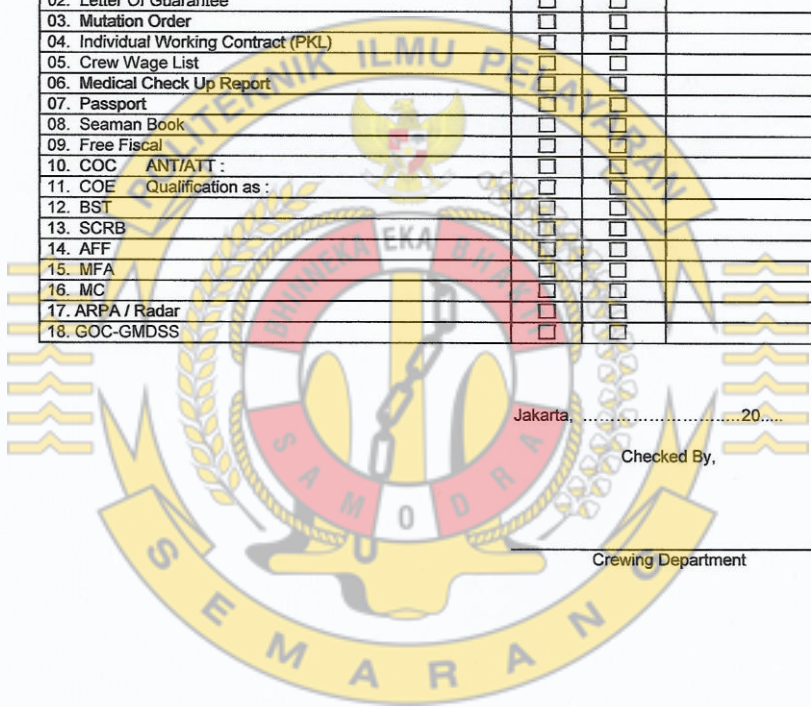 02. Letter Of Guarantee
03. Mutation Order
04. Individual Working Contract (PKL)
05. Crew Wage List
06. Medical Check Up Report
07. Passport
08. Seaman Book
09. Free Fiscal
10. COC ANT/ATT :
11. COE Qualification as :
12. BST
13. SCRB
14. AFF
15. MFA
16. MC
17. ARPA / Radar
18. GOC-GMDSS
Jakarta, ..............................20.....
Checked By,
Crewing Department
POLITEKNIK ILMU PELAYARAN
BHINNEKA EKA BHAKTI
SAMODRA
SEMARANG